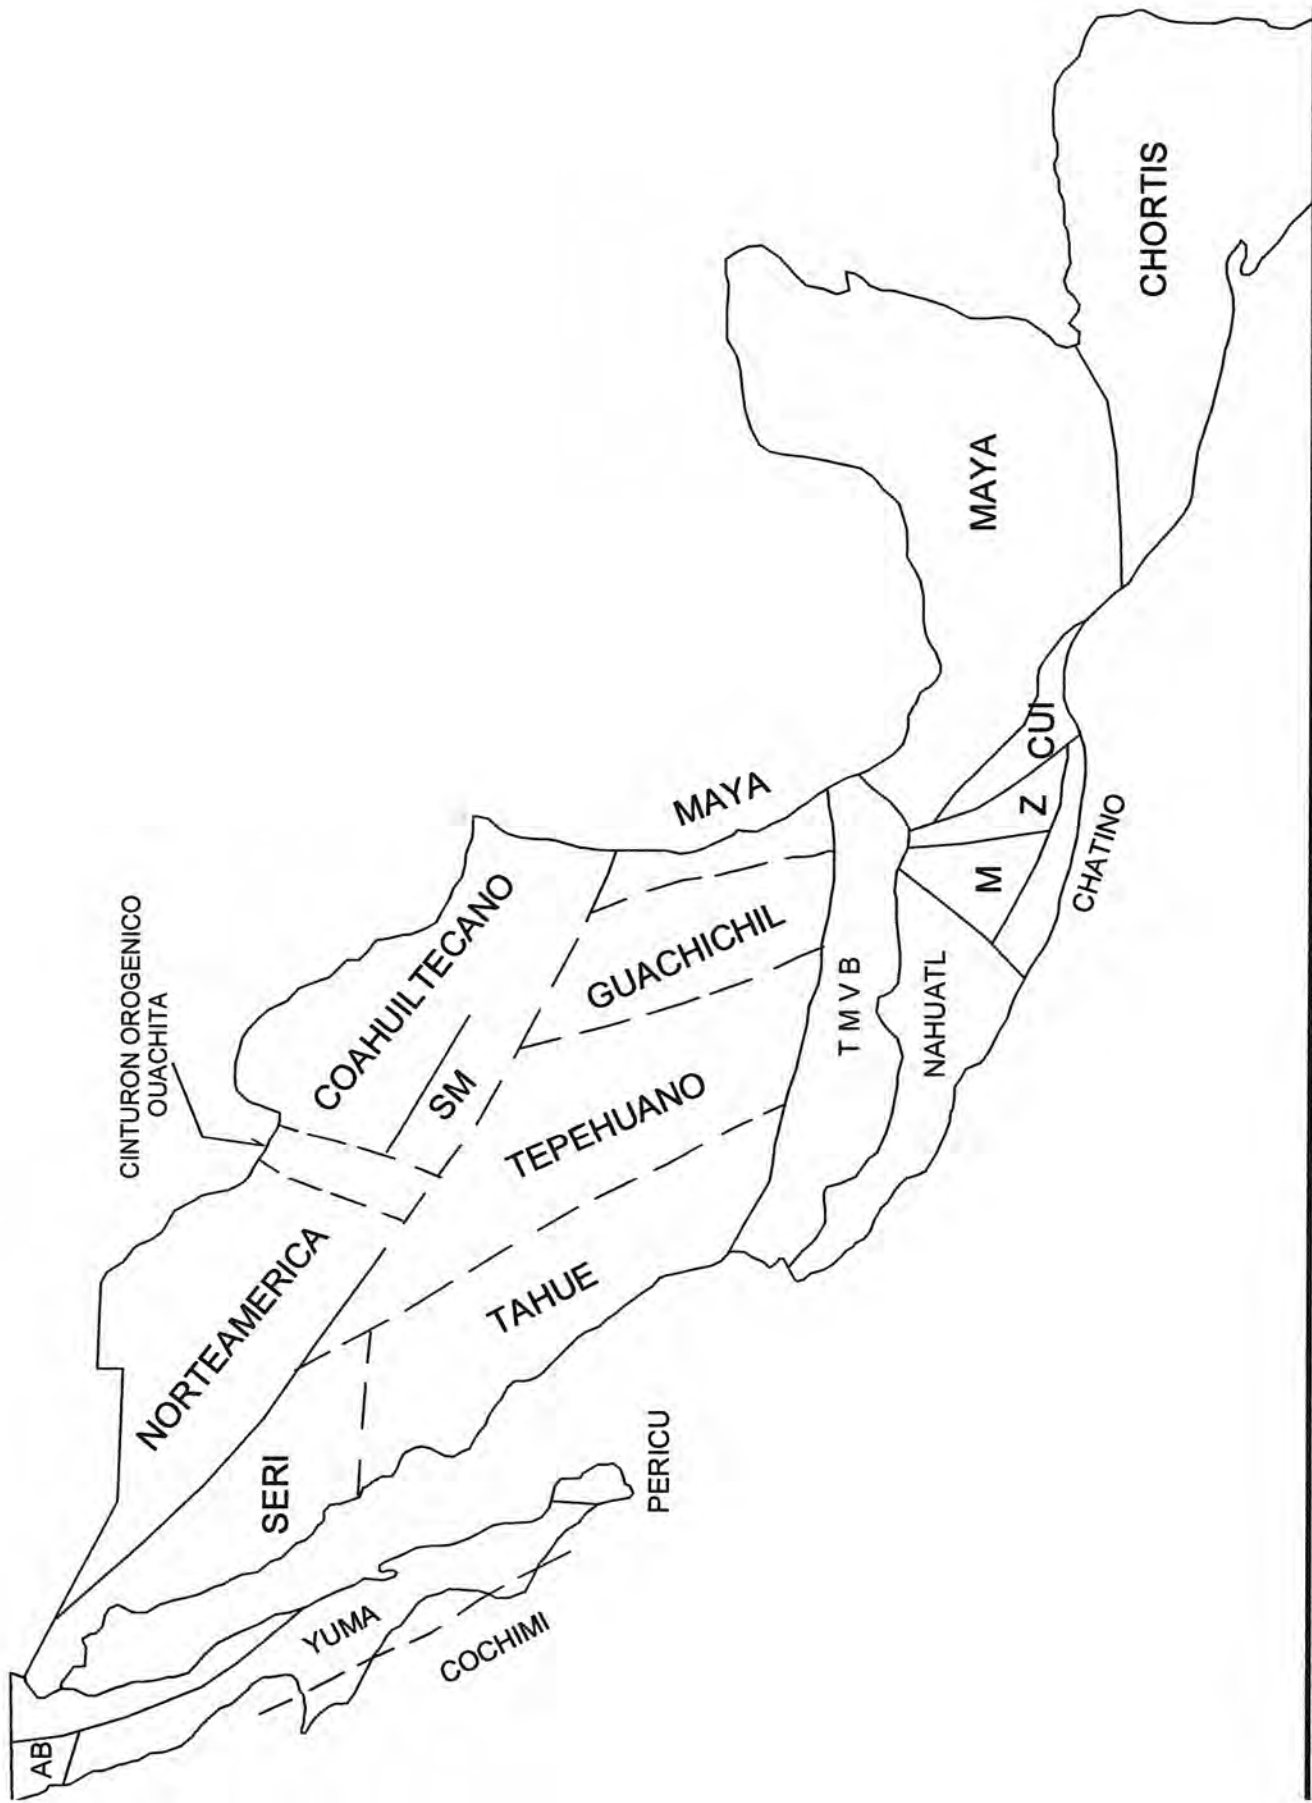 AB
CINTURON OROGENICO
OUACHITA
NORTEAMERICA
SERI
YUMA
COCHIMI
PERICU
COAHUILTECANO
SM
TEPEHUANO
TAHUE
GUACHICHIL
MAYA
T M V B
NAHUATL
M
Z
CUI
CHATINO
MAYA
CHORTIS